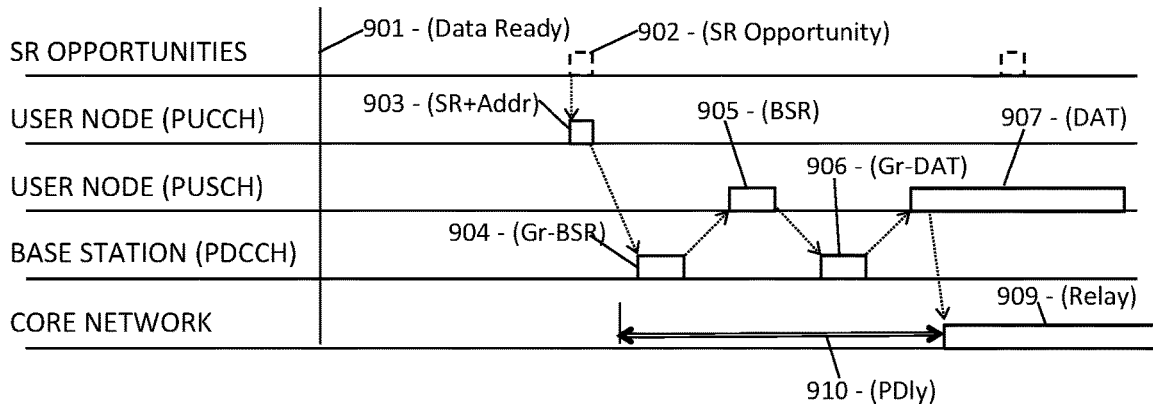 901 - (Data Ready)
902 - (SR Opportunity)
SR OPPORTUNITIES
903 - (SR+Addr)
905 - (BSR)
907 - (DAT)
USER NODE (PUCCH)
906 - (Gr-DAT)
USER NODE (PUSCH)
904 - (Gr-BSR)
BASE STATION (PDCCH)
909 - (Relay)
CORE NETWORK
910 - (PDly)